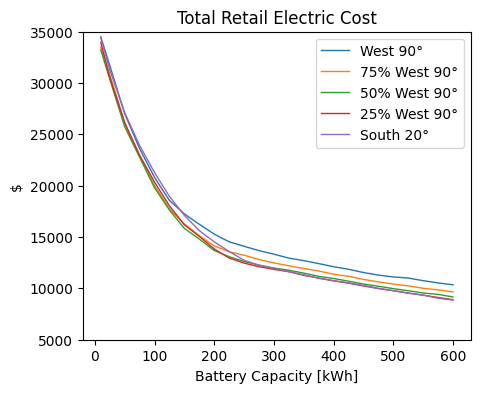 Total Retail Electric Cost
$
35000
30000
25000
20000
15000
10000
5000
West 90°
75% West 90°
50% West 90°
25% West 90°
South 20°
0 100 200 300 400 500 600
Battery Capacity [kWh]